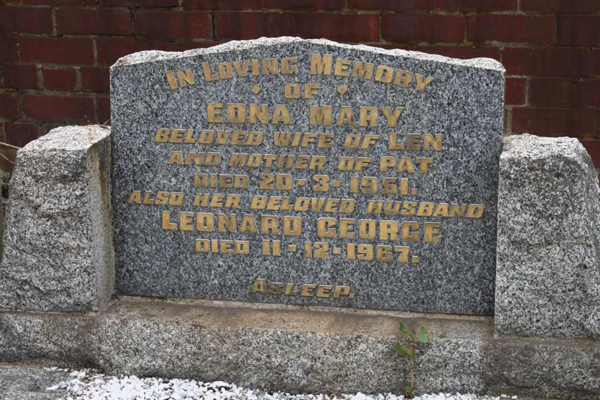 IN LOVING MEMORY
OF
EDNA MARY
BELOVED WIFE OF LEN
AND MOTHER OF PAT
DIED 20-3-1951.
ALSO HER BELOVED HUSBAND
LEONARD GEORGE
DIED 11-12-1967.
ASLEEP.